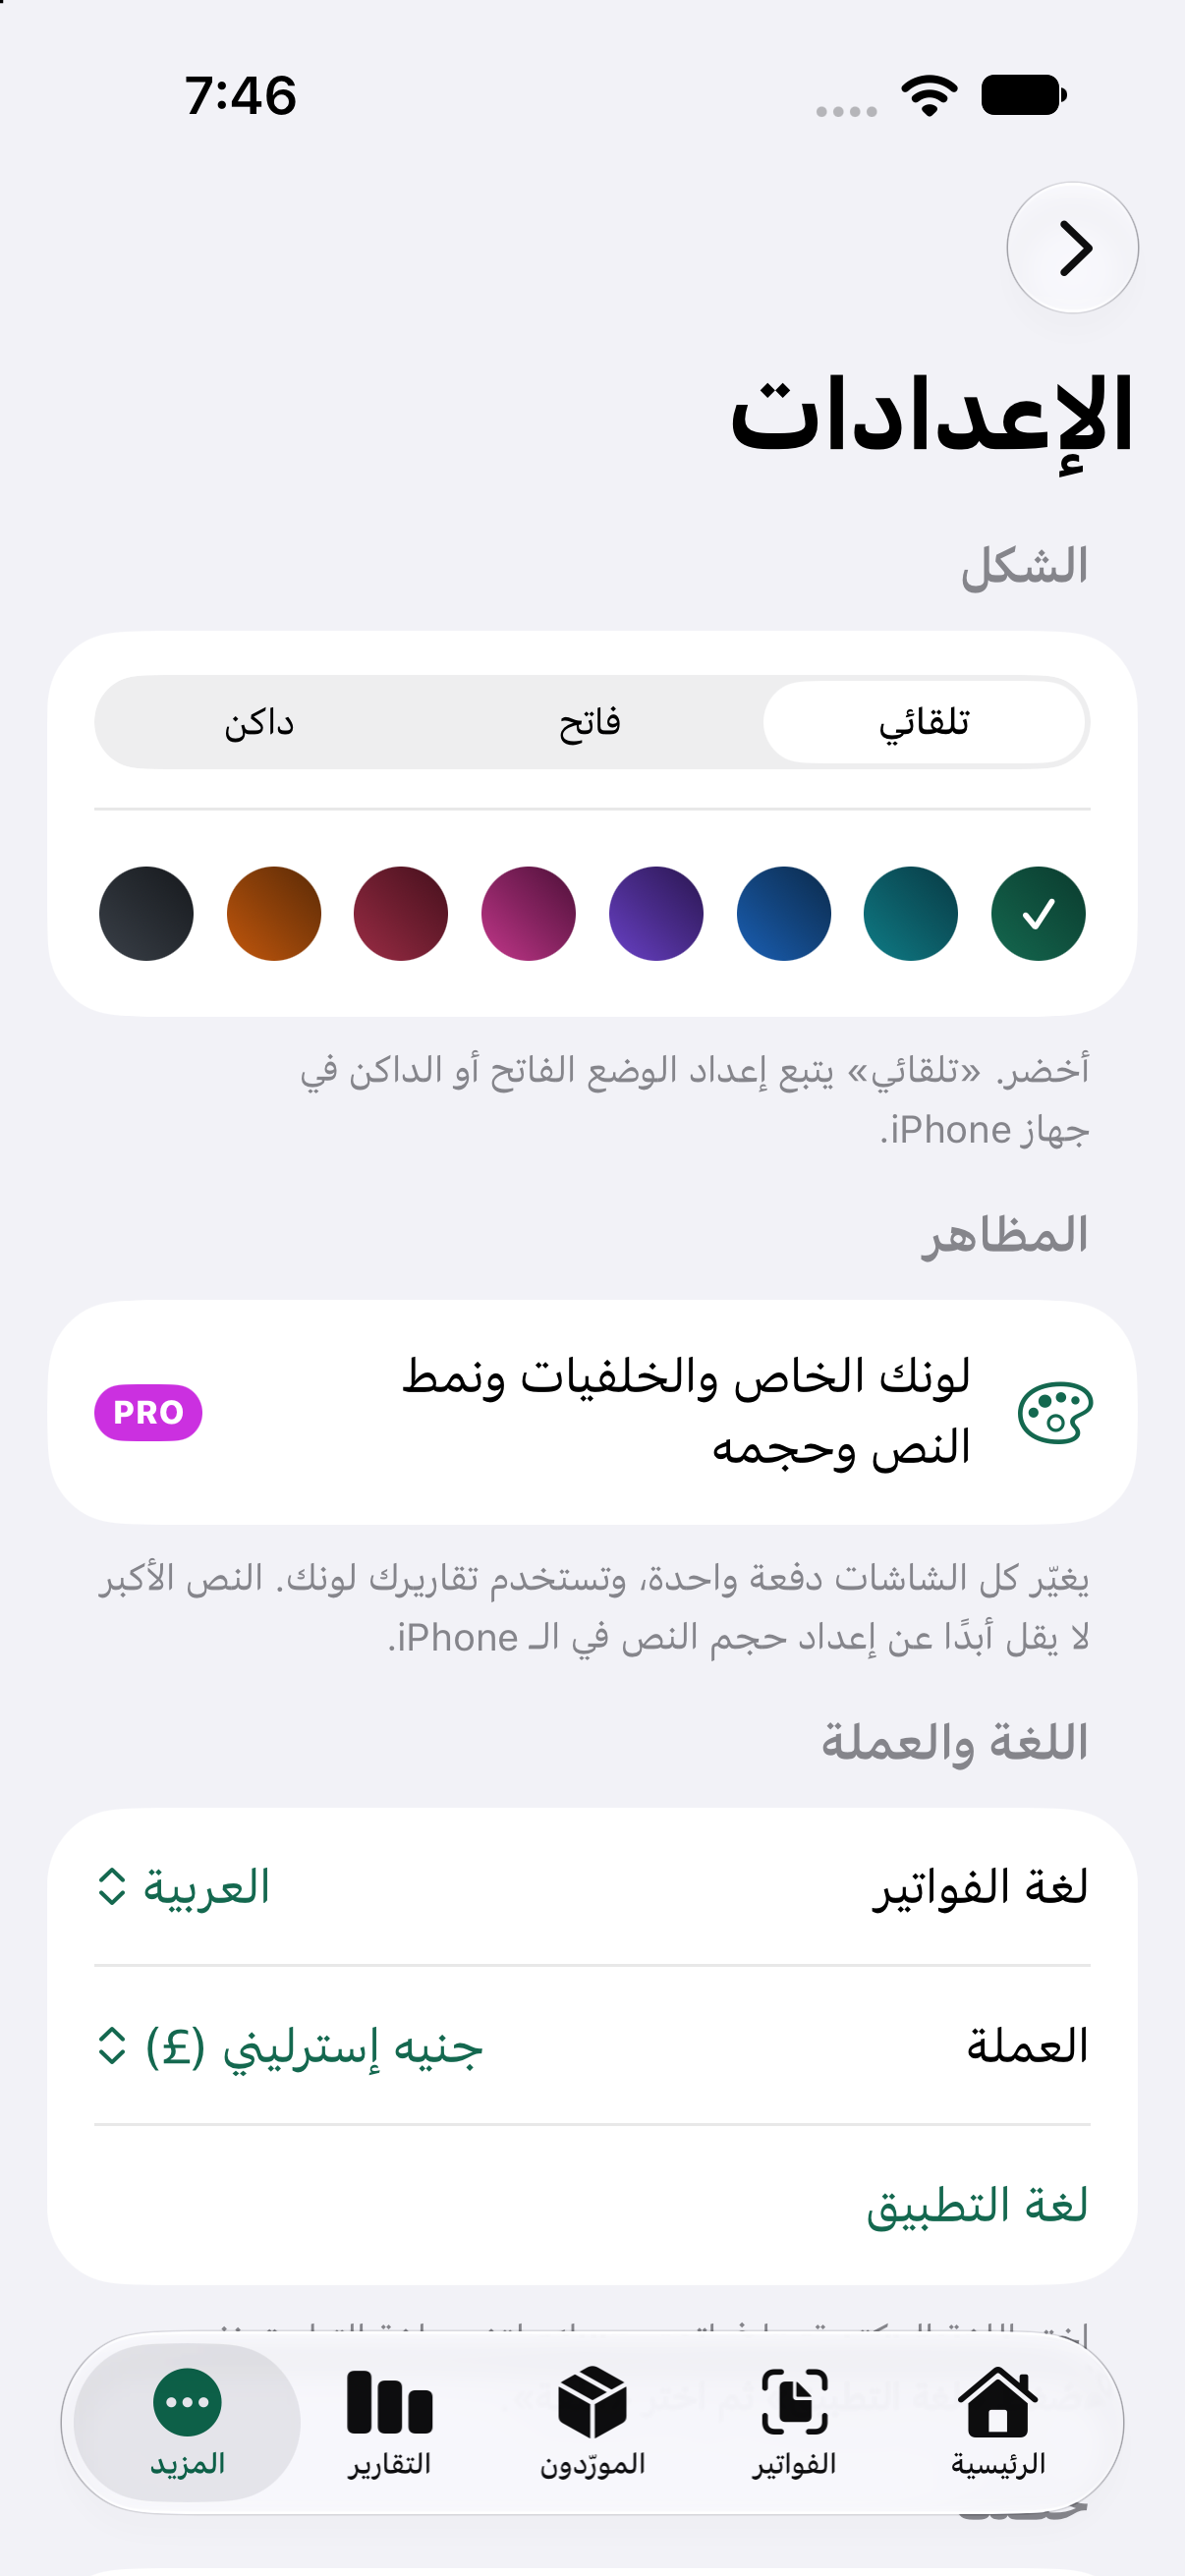 7:46
الإعدادات
الشكل
تلقائي
فاتح
داكن
أخضر. «تلقائي» يتبع إعداد الوضع الفاتح أو الداكن في
جهاز iPhone.
المظاهر
لونك الخاص والخلفيات ونمط
النص وحجمه
PRO
يغيّر كل الشاشات دفعة واحدة، وتستخدم تقاريرك لونك. النص الأكبر
لا يقل أبدًا عن إعداد حجم النص في الـ iPhone.
اللغة والعملة
لغة الفواتير
العربية
العملة
جنيه إسترليني (£)
لغة التطبيق
الرئيسية
الفواتير
المورّدون
التقارير
المزيد